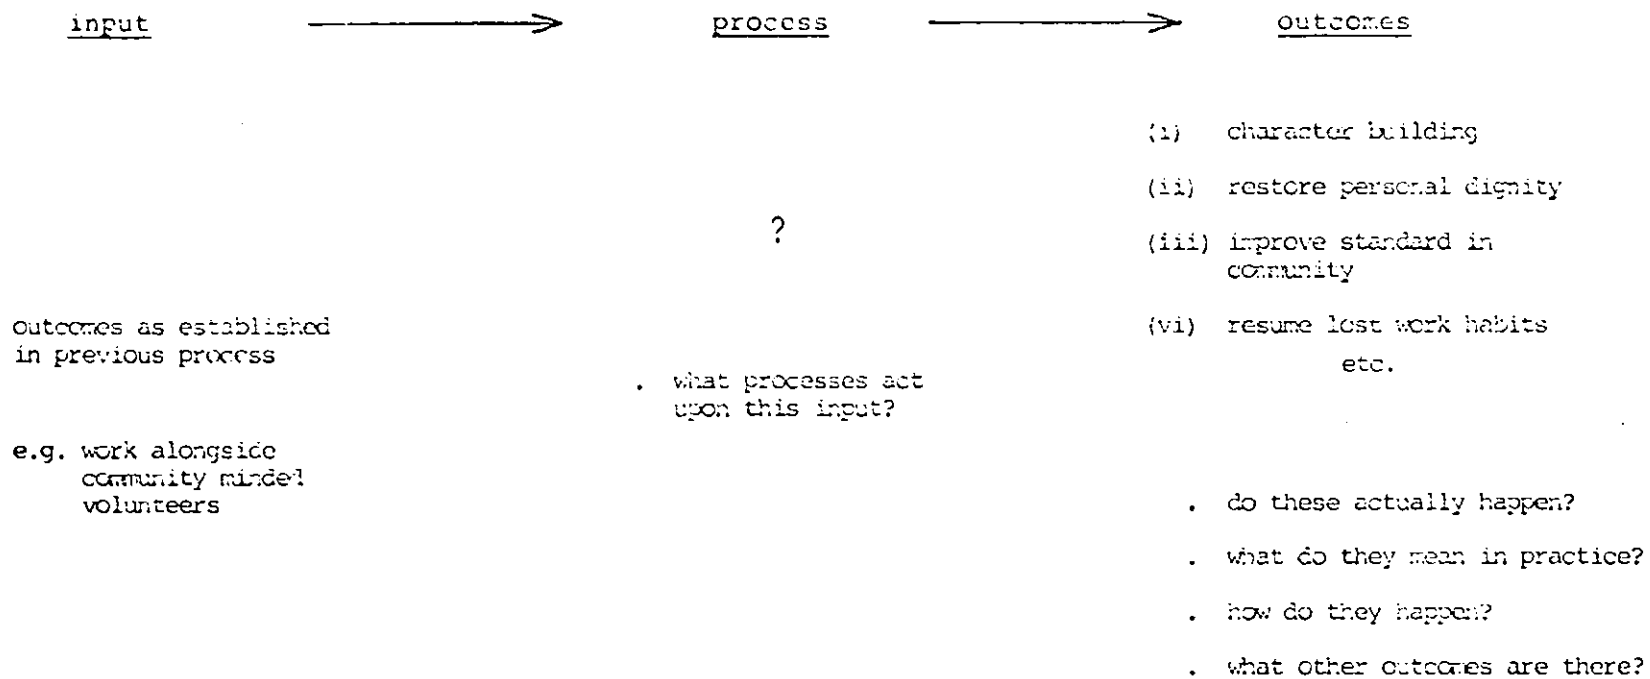 input process outcomes
(i) character building
(ii) restore personal dignity
?
(iii) improve standard in
community
outcomes as established
in previous process
(vi) resume lost work habits
etc.
. what processes act
upon this input?
e.g. work alongside
community minded
volunteers
. do these actually happen?
. what do they mean in practice?
. how do they happen?
. what other outcomes are there?